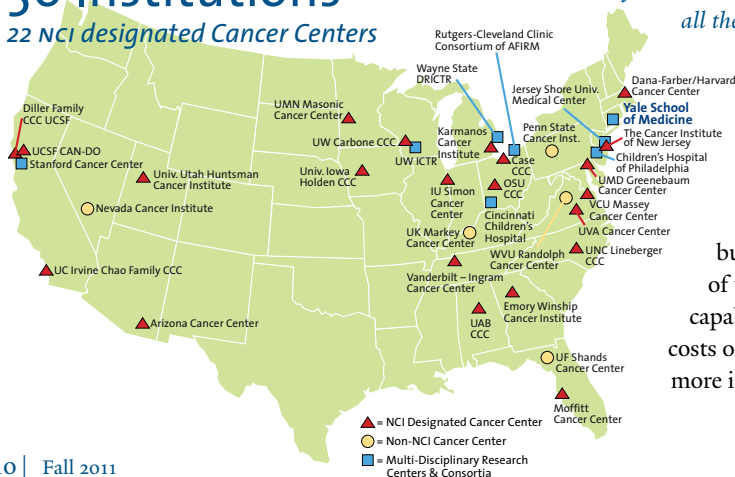 22 NCI designated Cancer Centers
all the
Rutgers-Cleveland Clinic
Consortium of AFIRM
Wayne State
DRICTR
Jersey Shore Univ.
Medical Center
Dana-Farber/Harvard
Cancer Center
Yale School
of Medicine
Diller Family
CCC UCSF
UMN Masonic
Cancer Center
Karmanos
Cancer
Institute
Penn State
Cancer Inst.
The Cancer Institute
of New Jersey
UCSF CAN-DO
Stanford Cancer Center
UW Carbone CCC
UW ICTR
Case
CCC
Children's Hospital
of Philadelphia
Univ. Utah Huntsman
Cancer Institute
Univ. Iowa
Holden CCC
IU Simon
Cancer
Center
OSU
CCC
UMD Greenebaum
Cancer Center
Nevada Cancer Institute
Cincinnati
Children's
Hospital
VCU Massey
Cancer Center
UK Markey
Cancer Center
UVA Cancer Center
WVU Randolph
Cancer Center
UNC Lineberger
CCC
UC Irvine Chao Family CCC
Vanderbilt – Ingram
Cancer Center
Emory Winship
Cancer Institute
Arizona Cancer Center
UAB
CCC
UF Shands
Cancer Center
Moffitt
Cancer Center
bu
of
capa
costs o
more i
= NCI Designated Cancer Center
= Non-NCI Cancer Center
= Multi-Disciplinary Research
Centers & Consortia
0 | Fall 2011